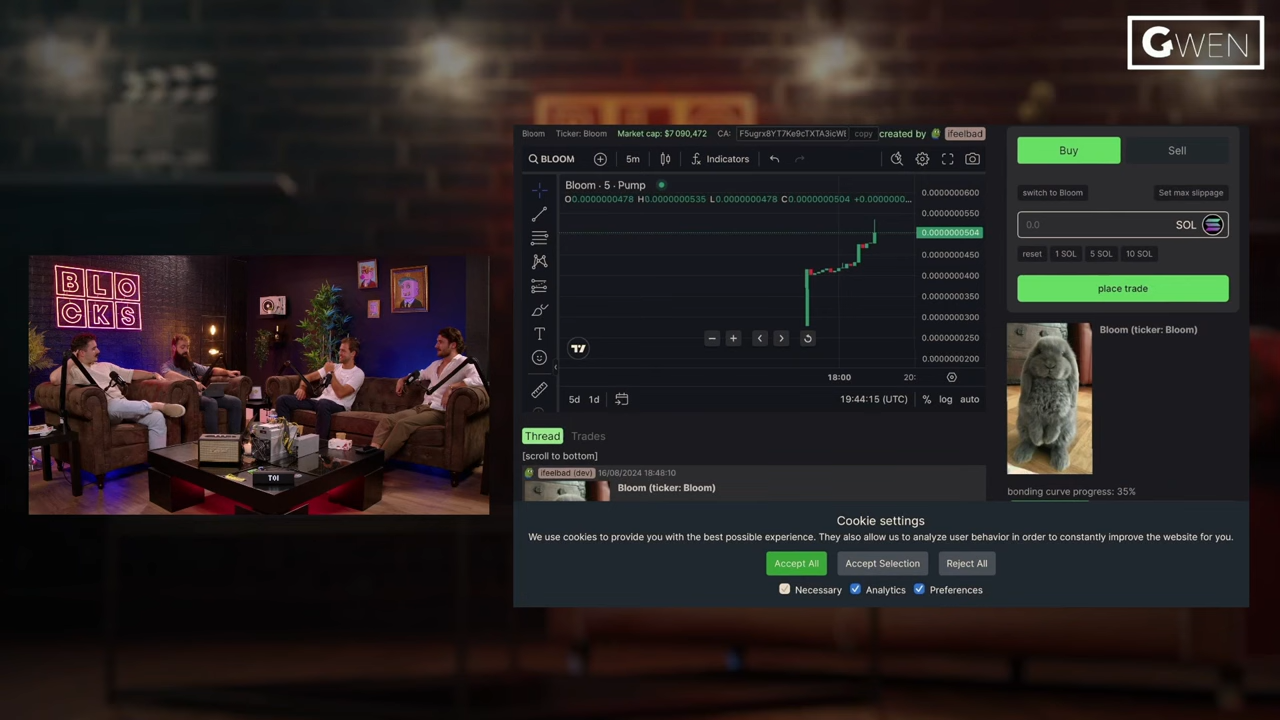 GWEN
BLO
CKS
TOI
Bloom Ticker: Bloom Market cap: $7 090,472 CA: F5ugrx8YT7Ke9cTXTA3icWE copy created by ifeelbad
BLOOM 5m Indicators
Bloom · 5 · Pump
O0.0000000478 H0.0000000535 L0.0000000478 C0.0000000504 +0.0000000...
0.0000000600
0.0000000550
0.0000000504
0.0000000450
0.0000000400
0.0000000350
0.0000000300
0.0000000250
0.0000000200
18:00 20:
5d 1d 19:44:15 (UTC) % log auto
Thread Trades
[scroll to bottom]
ifeelbad (dev) 16/08/2024 18:48:10
Bloom (ticker: Bloom)
Buy Sell
switch to Bloom Set max slippage
0.0 SOL
reset 1 SOL 5 SOL 10 SOL
place trade
Bloom (ticker: Bloom)
bonding curve progress: 35%
Cookie settings
We use cookies to provide you with the best possible experience. They also allow us to analyze user behavior in order to constantly improve the website for you.
Accept All Accept Selection Reject All
Necessary Analytics Preferences